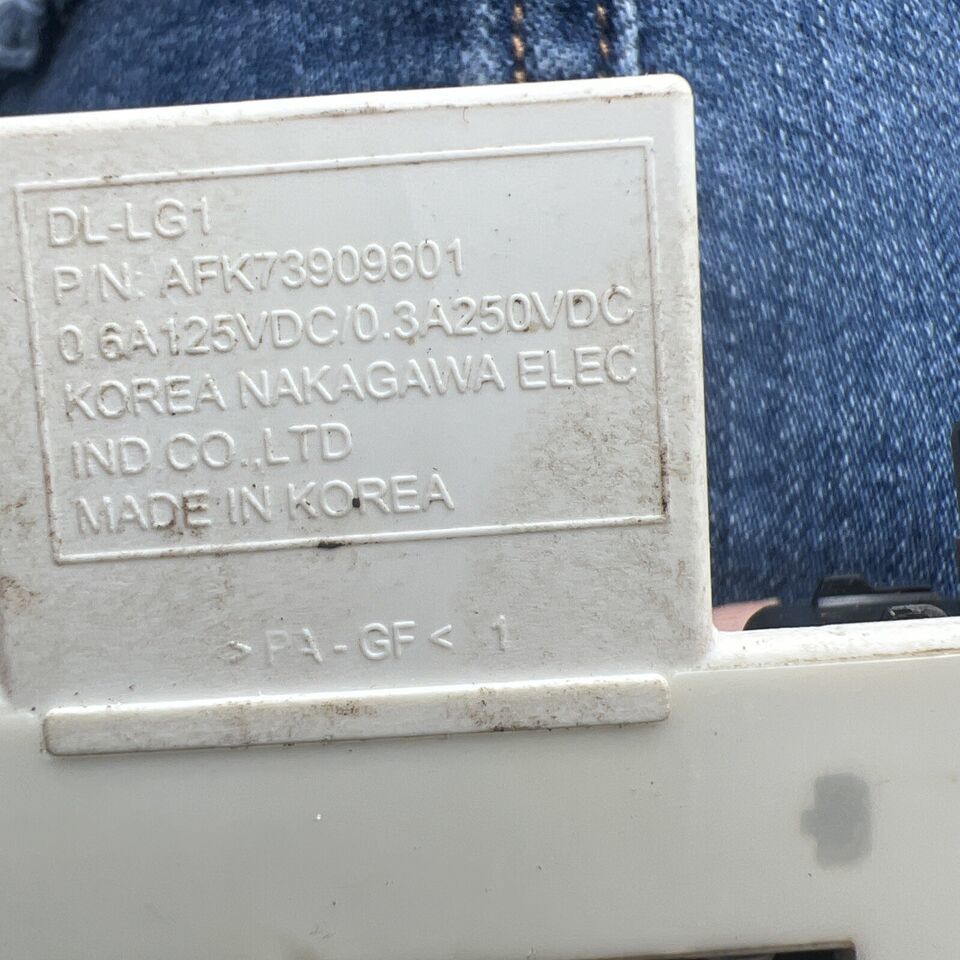 DL-LG1
P/N: AFK73909601
0.6A125VDC/0.3A250VDC
KOREA NAKAGAWA ELEC
IND.CO.,LTD
MADE IN KOREA
>PA-GF< 1